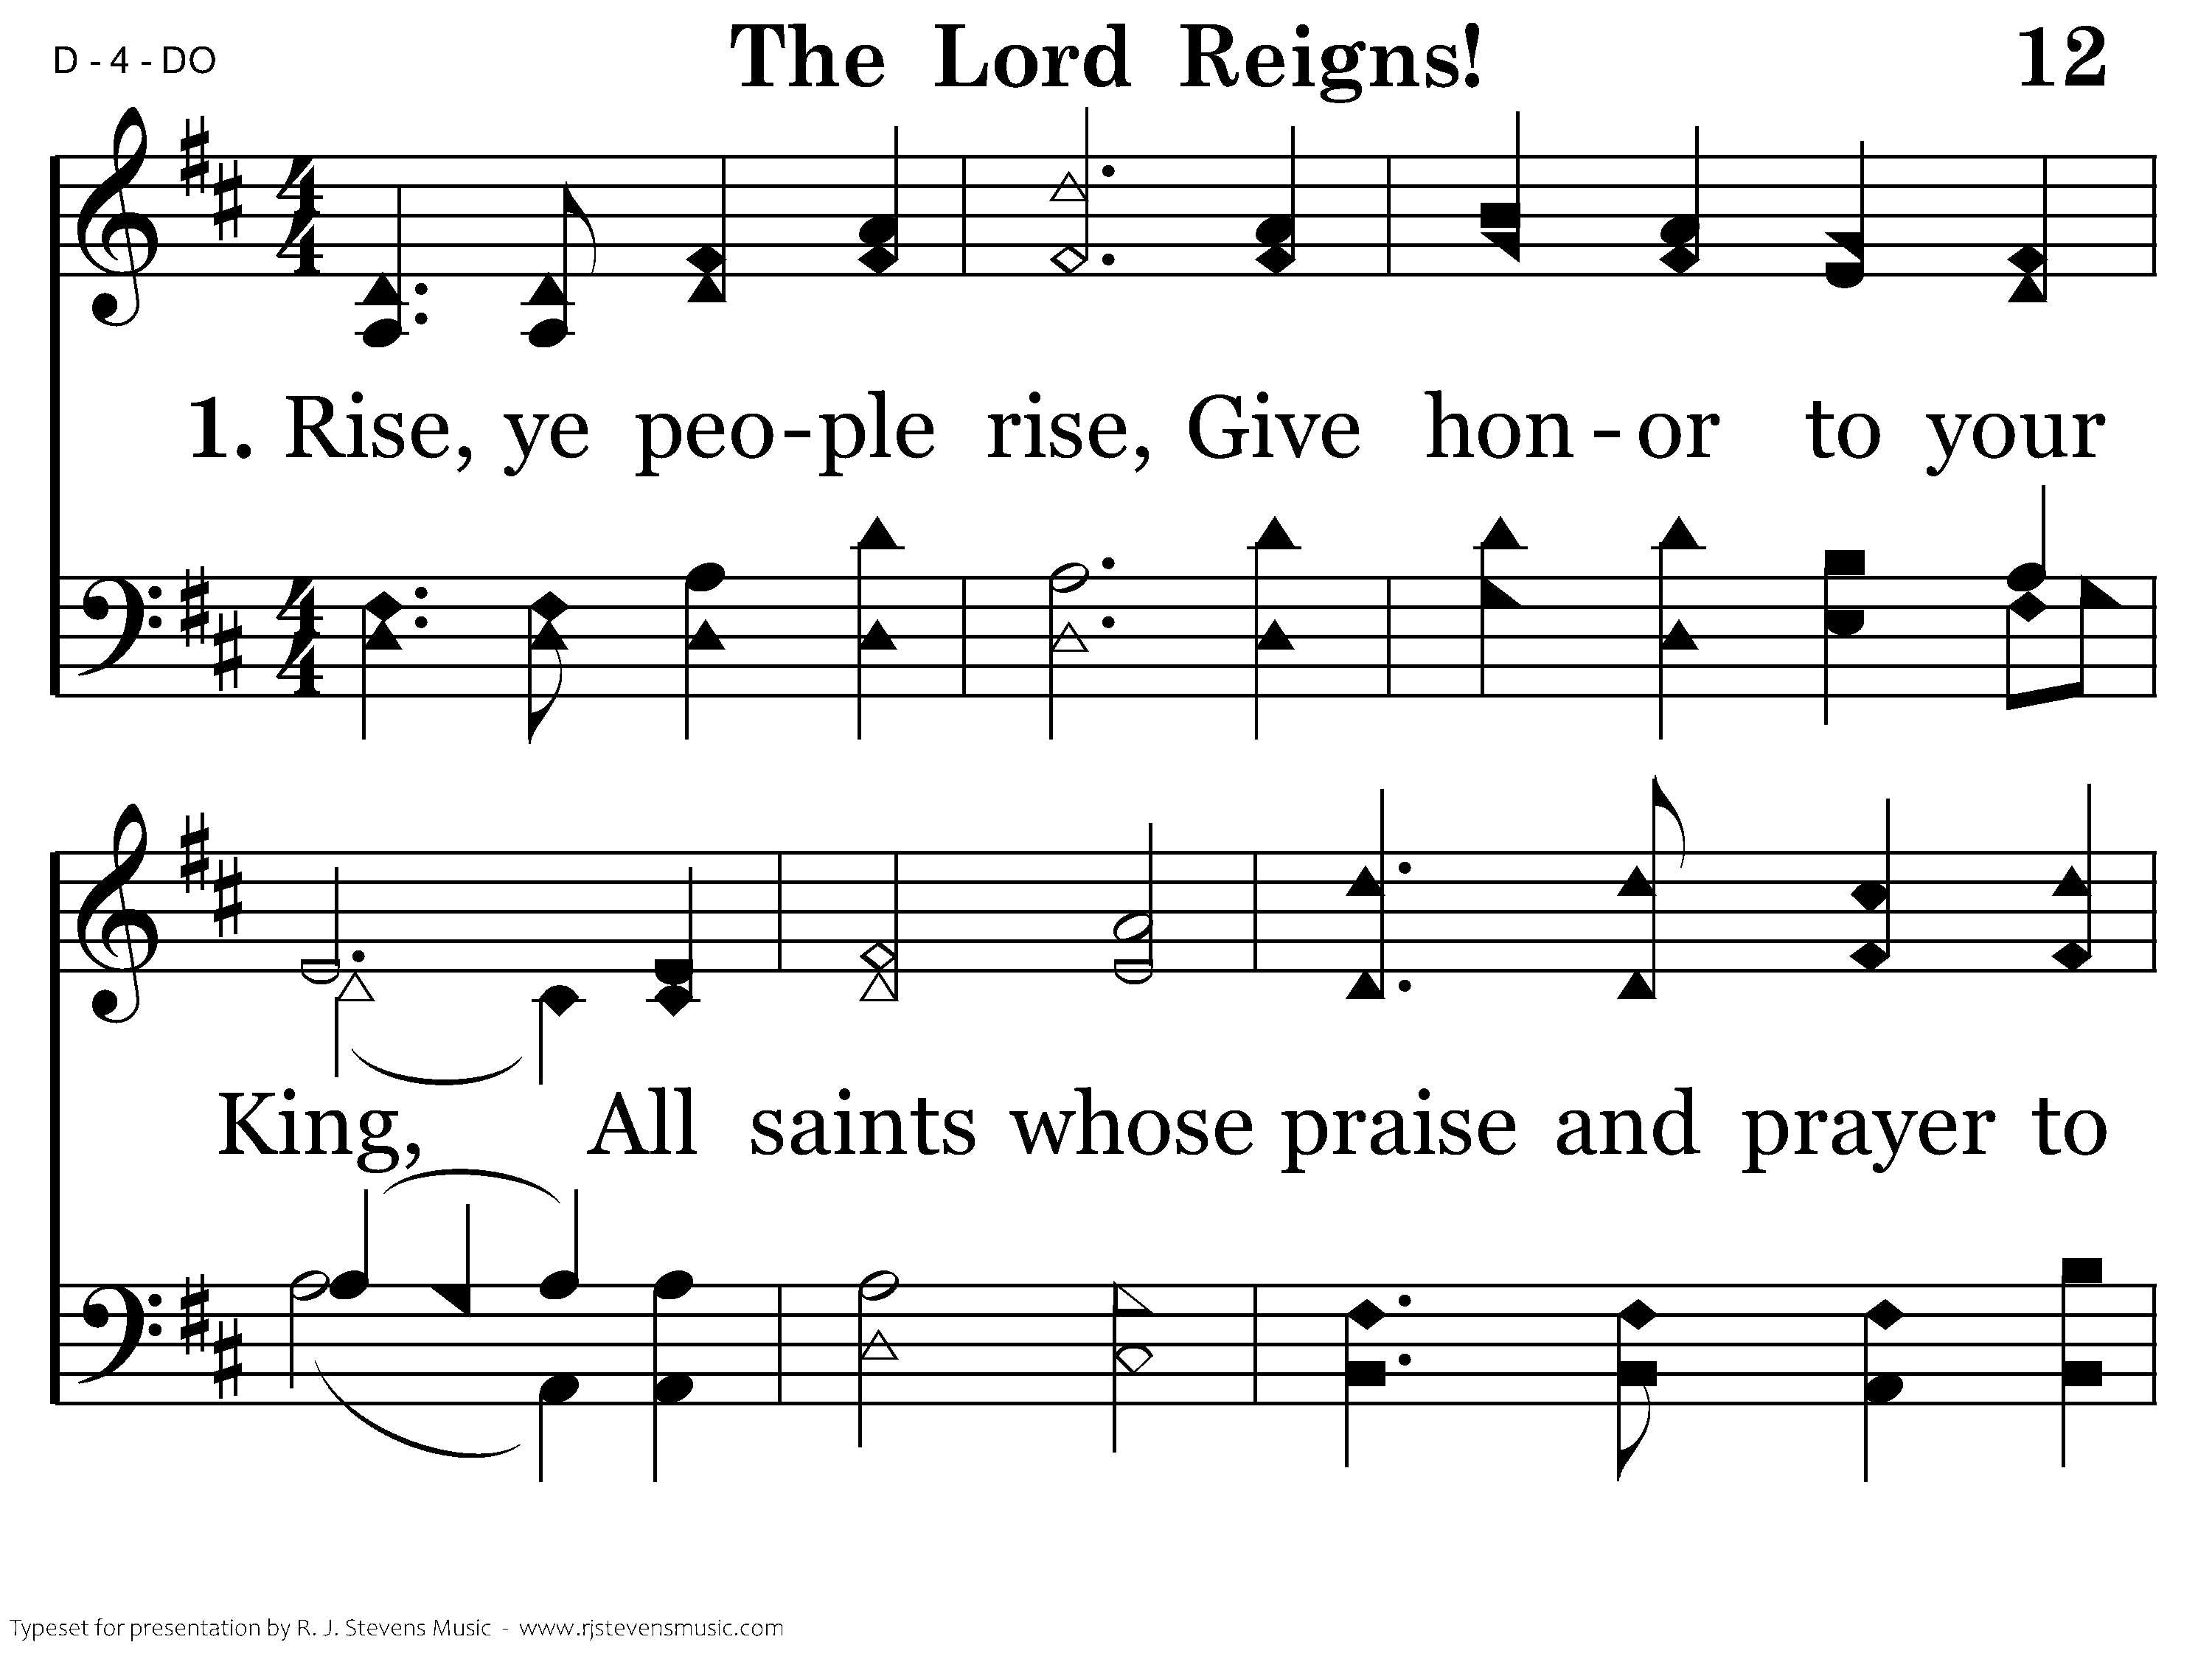 D - 4 - DO The Lord Reigns! 12
1. Rise, ye peo-ple rise, Give hon-or to your
King, All saints whose praise and prayer to
Typeset for presentation by R. J. Stevens Music - www.rjstevensmusic.com